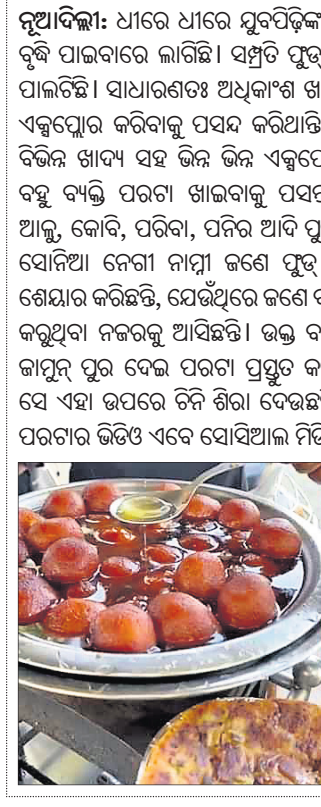 ନୂଆଦିଲ୍ଲୀ: ଧୀରେ ଧୀରେ ଯୁବପିଢ଼ିଙ୍କ
ବୃଦ୍ଧି ପାଇବାରେ ଲାଗିଛି। ସମ୍ପ୍ରତି ଫୁଡ୍
ପାଲଟିଛି। ସାଧାରଣତଃ ଅଧିକାଂଶ ଖ
ଏକ୍ସପ୍ଲୋର କରିବାକୁ ପସନ୍ଦ କରିଥାନ୍ତି
ବିଭିନ୍ନ ଖାଦ୍ୟ ସହ ଭିନ୍ନ ଭିନ୍ନ ଏକ୍ସପେ
ବହୁ ବ୍ୟକ୍ତି ପରଟା ଖାଇବାକୁ ପସନ୍ଦ
ଆଳୁ, କୋବି, ପରିବା, ପନିର ଆଦି ପୁ
ସୋନିଆ ନେଗୀ ନାମ୍ନୀ ଜଣେ ଫୁଡ୍
ଶେୟାର କରିଛନ୍ତି, ଯେଉଁଥିରେ ଜଣେ ବ
କରୁଥିବା ନଜରକୁ ଆସିଛନ୍ତି। ଉକ୍ତ ବ
ଜାମୁନ୍ ପୁର ଦେଇ ପରଟା ପ୍ରସ୍ତୁତ କ
ସେ ଏହା ଉପରେ ଚିନି ଶିରା ଦେଉଛ
ପରଟାର ଭିଡିଓ ଏବେ ସୋସିଆଲ ମିଡି